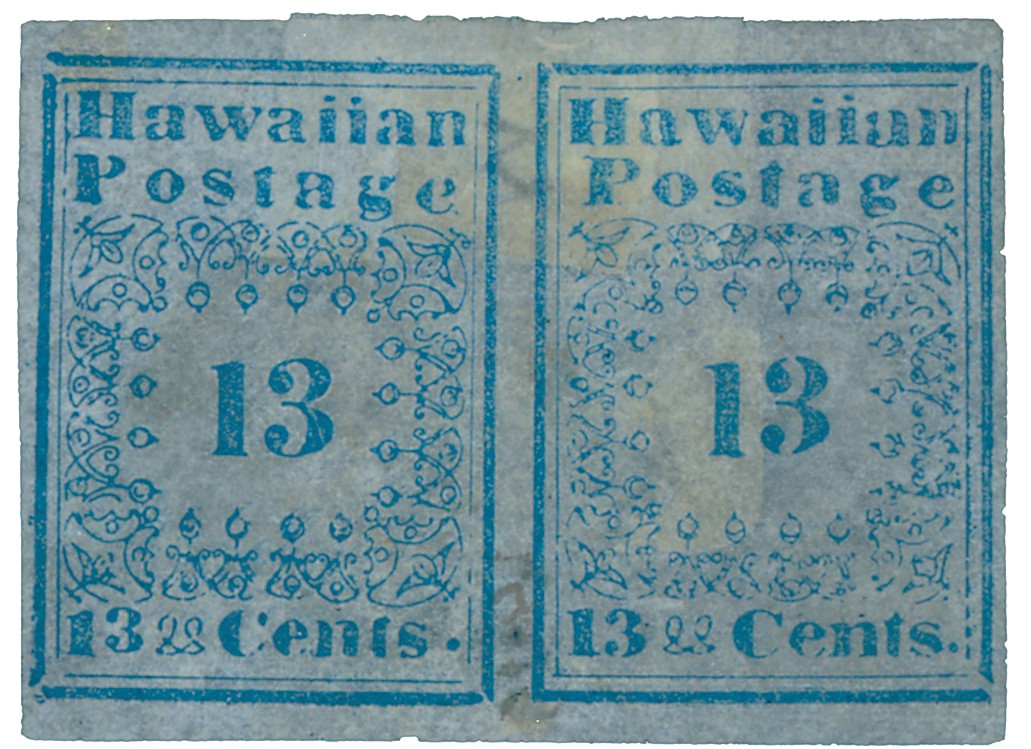 Hawaiian
Postage
13
13 Cents.
Hawaiian
Postage
13
13 Cents.